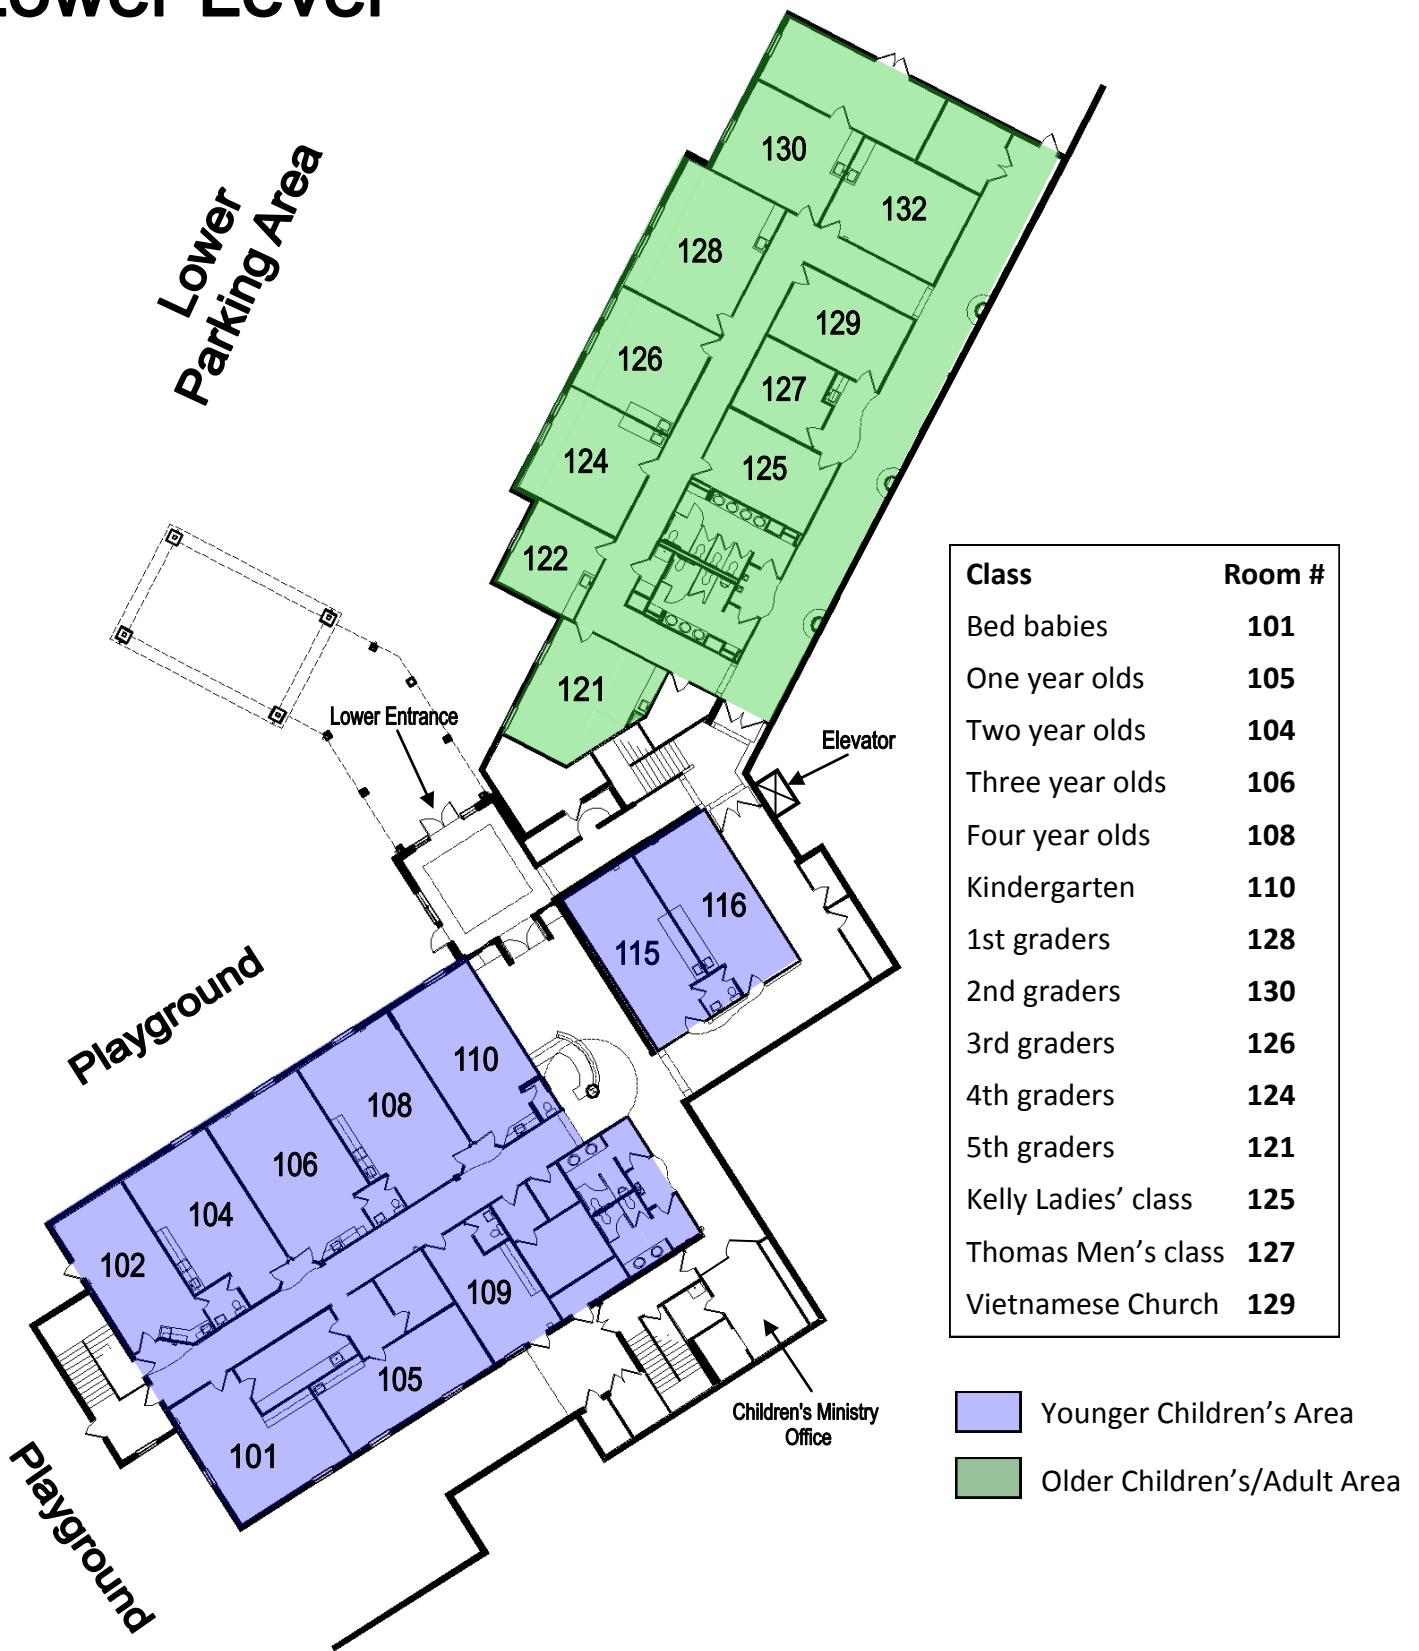 Lower Level
Lower
Parking Area
130
132
128
129
126
127
124
125
122
121
Lower Entrance
Elevator
116
115
Playground
110
108
106
104
102
109
105
101
Children's Ministry
Office
Playground
Class Room #
Bed babies 101
One year olds 105
Two year olds 104
Three year olds 106
Four year olds 108
Kindergarten 110
1st graders 128
2nd graders 130
3rd graders 126
4th graders 124
5th graders 121
Kelly Ladies’ class 125
Thomas Men’s class 127
Vietnamese Church 129
Younger Children’s Area
Older Children’s/Adult Area